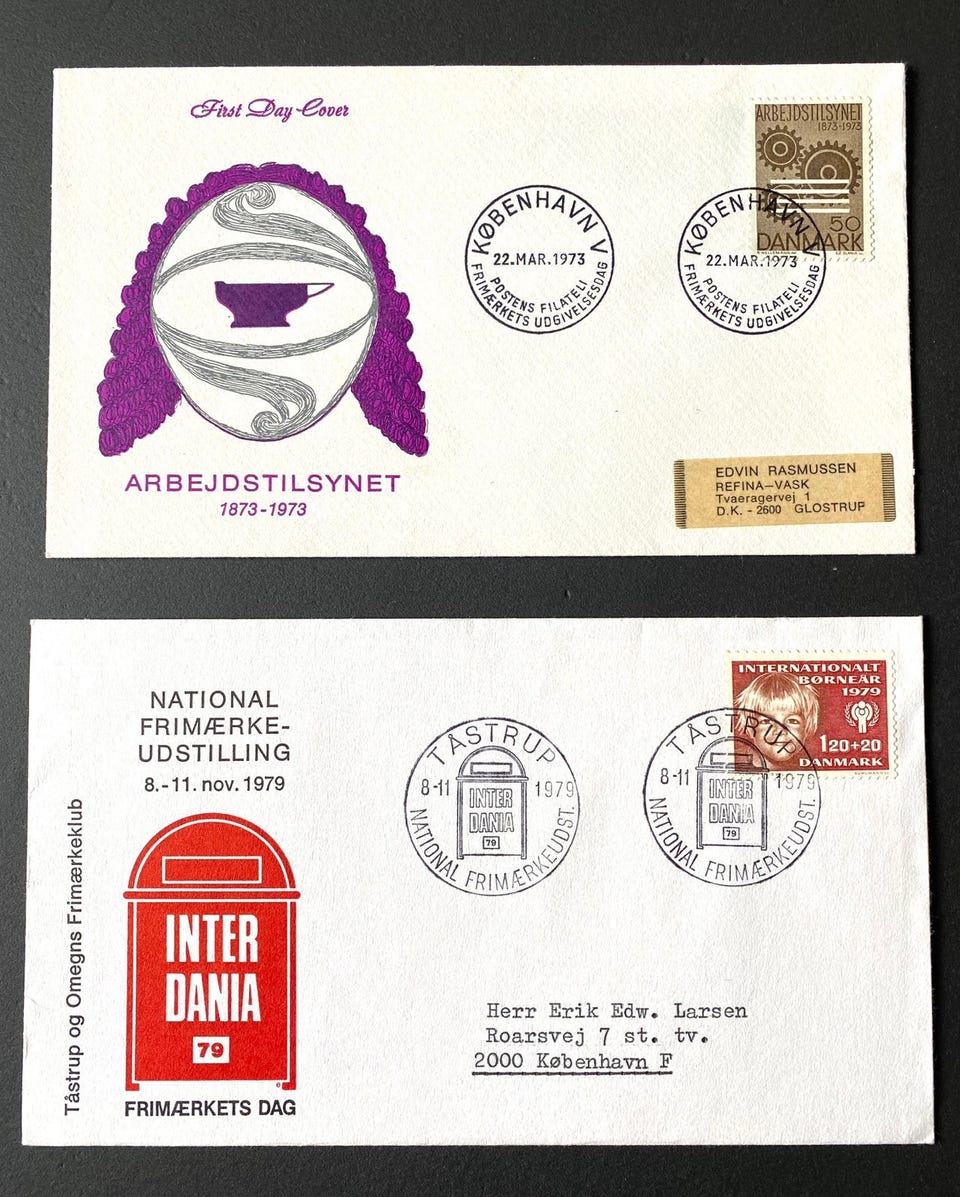 First Day Cover
ARBEJDSTILSYNET
1873-1973
KØBENHAVN V
22.MAR.1973
POSTENS FILATELI
FRIMÆRKETS UDGIVELSESDAG
KØBENHAVN V
22.MAR.1973
POSTENS FILATELI
FRIMÆRKETS UDGIVELSESDAG
ARBEJDSTILSYNET
1873-1973
50
DANMARK
EDVIN RASMUSSEN
REFINA-VASK
Tvaeragervej 1
D.K. - 2600 GLOSTRUP
NATIONAL
FRIMÆRKE-
UDSTILLING
8.-11. nov. 1979
Tåstrup og Omegns Frimærkeklub
INTER
DANIA
79
FRIMÆRKETS DAG
TÅSTRUP
8-11 1979
INTER
DANIA
79
NATIONAL FRIMÆRKEUDST.
TÅSTRUP
8-11 1979
INTER
DANIA
79
NATIONAL FRIMÆRKEUDST.
INTERNATIONALT
BØRNEÅR
1979
120+20
DANMARK
Herr Erik Edw. Larsen
Roarsvej 7 st. tv.
2000 København F